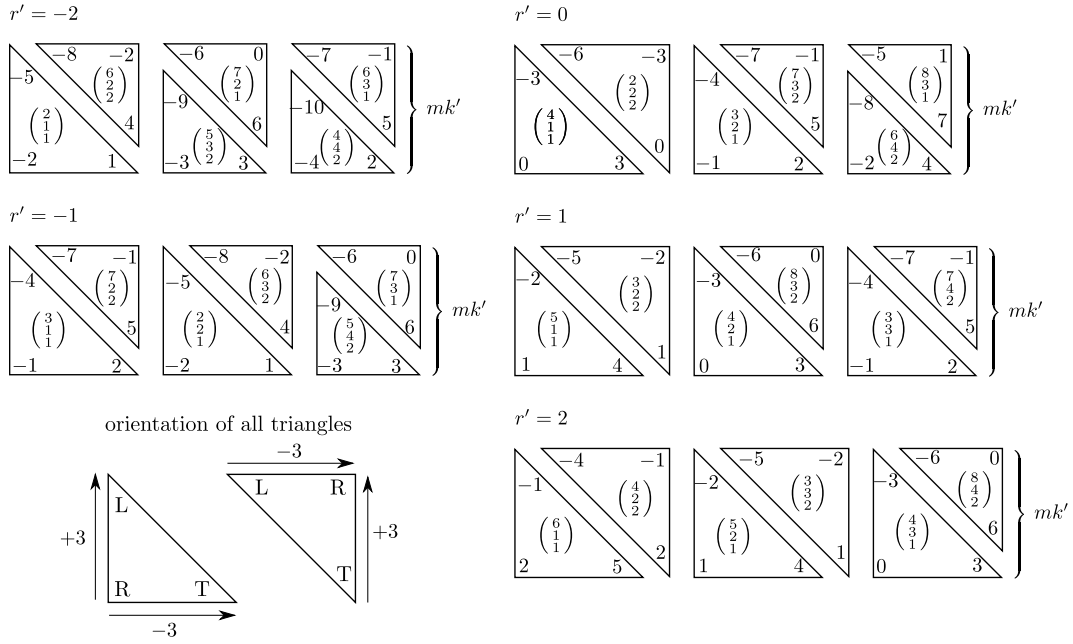 r′ = −2
−8 −2 −6 0 −7 −1
−5 (6 2 2) (7 2 1) (6 3 1)
−9 −10 mk′
(2 1 1) 4 (5 3 2) 6 (4 4 2) 5
−2 1 −3 3 −4 2
r′ = 0
−6 −3 −7 −1 −5 1
−3 (2 2 2) −4 (7 3 2) (8 3 1)
−8 mk′
(4 1 1) 0 (3 2 1) 5 (6 4 2) 7
0 3 −1 2 −2 4
r′ = −1
−7 −1 −8 −2 −6 0
−4 (7 2 2) −5 (6 3 2) (7 3 1)
−9 mk′
(3 1 1) 5 (2 2 1) 4 (5 4 2) 6
−1 2 −2 1 −3 3
r′ = 1
−5 −2 −6 0 −7 −1
−2 (3 2 2) −3 (8 3 2) −4 (7 4 2)
mk′
(5 1 1) 1 (4 2 1) 6 (3 3 1) 5
1 4 0 3 −1 2
orientation of all triangles
−3
L L R
+3 +3
R T T
−3
r′ = 2
−4 −1 −5 −2 −6 0
−1 (4 2 2) −2 (3 3 2) −3 (8 4 2)
mk′
(6 1 1) 2 (5 2 1) 1 (4 3 1) 6
2 5 1 4 0 3